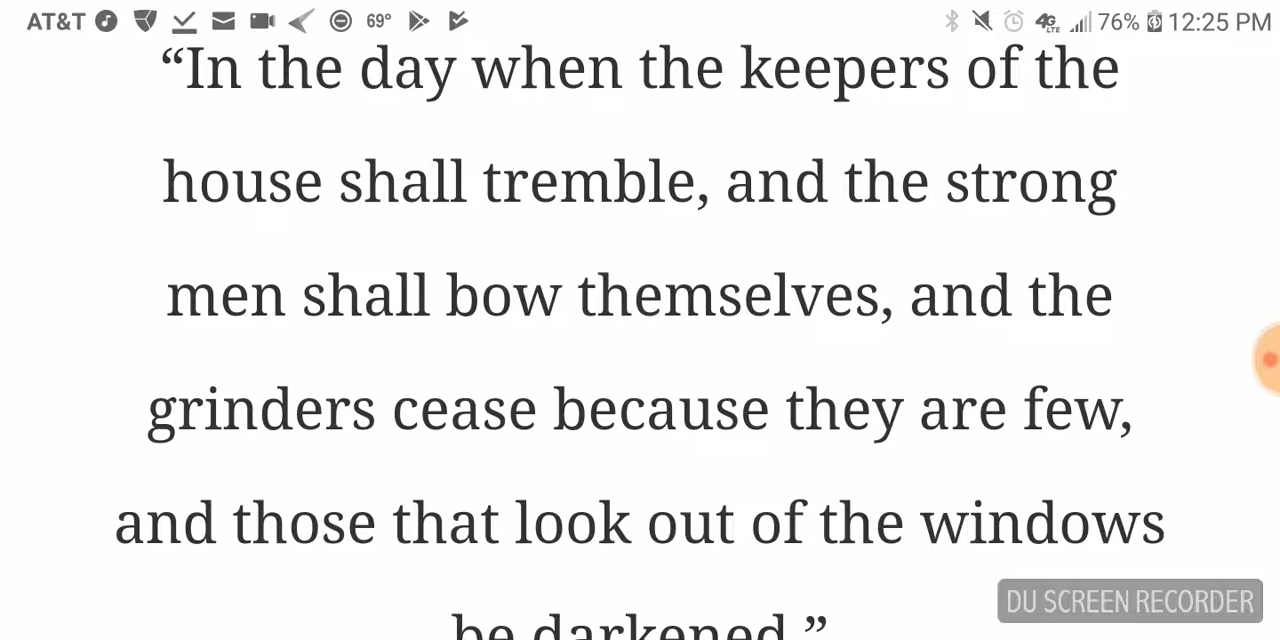 AT&T 69° 4G LTE 76% 12:25 PM
“In the day when the keepers of the
house shall tremble, and the strong
men shall bow themselves, and the
grinders cease because they are few,
and those that look out of the windows
be darkened.”
DU SCREEN RECORDER